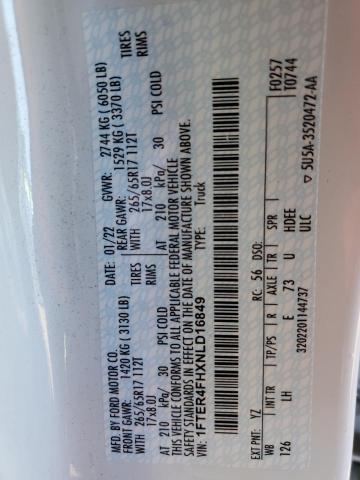 MFD. BY FORD MOTOR CO.
DATE: 01/22 GVWR: 2744 KG ( 6050 LB)
FRONT GAWR: 1420 KG ( 3130 LB) REAR GAWR: 1529 KG ( 3370 LB)
WITH 265/65R17 112T TIRES WITH 265/65R17 112T TIRES
17x8.0J RIMS 17x8.0J RIMS
AT 210 kPa/ 30 PSI COLD AT 210 kPa/ 30 PSI COLD
THIS VEHICLE CONFORMS TO ALL APPLICABLE FEDERAL MOTOR VEHICLE
SAFETY STANDARDS IN EFFECT ON THE DATE OF MANUFACTURE SHOWN ABOVE.
VIN: 1FTER4FHXNLD16849
TYPE: Truck
F0257
T0744
EXT PNT: YZ RC: 56 DSO:
WB INT TR TP/PS R AXLE TR SPR
126 LH E 73 U HDEE
ULC
3202201144737
▽ 5U5A-3520472-AA